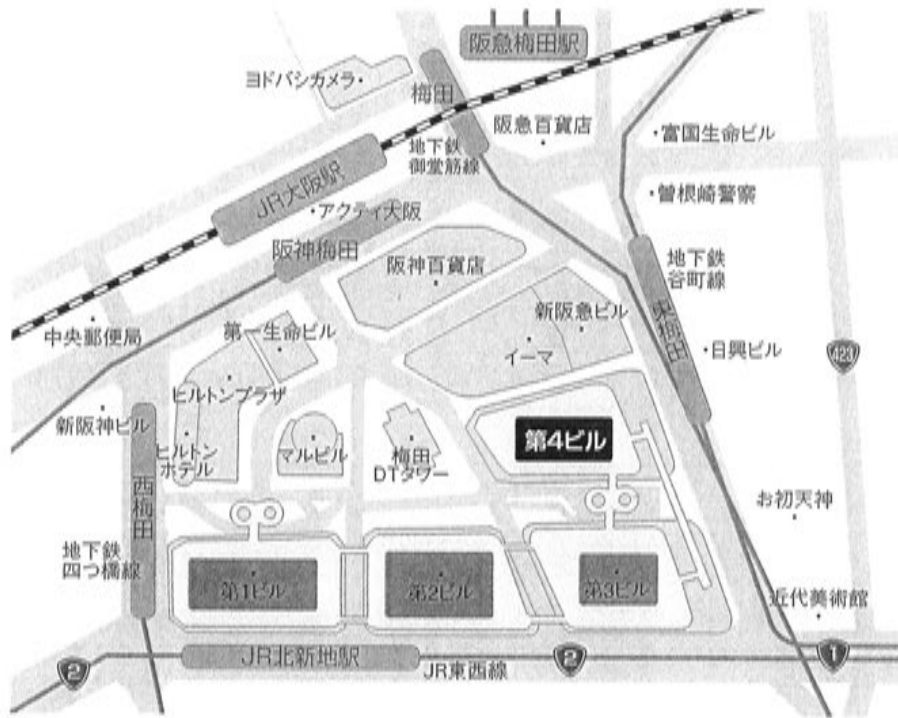 阪急梅田駅
ヨドバシカメラ
梅田
阪急百貨店
富国生命ビル
地下鉄
御堂筋線
曽根崎警察
JR大阪駅
アクティ大阪
阪神梅田
阪神百貨店
地下鉄
谷町線
新阪急ビル
中央郵便局
第一生命ビル
イーマ
東梅田
日興ビル
423
ヒルトンプラザ
新阪神ビル
ヒルトン
ホテル
マルビル
梅田
DTタワー
第4ビル
西梅田
お初天神
地下鉄
四つ橋線
第1ビル
第2ビル
第3ビル
近代美術館
JR北新地駅
JR東西線
2
2
1